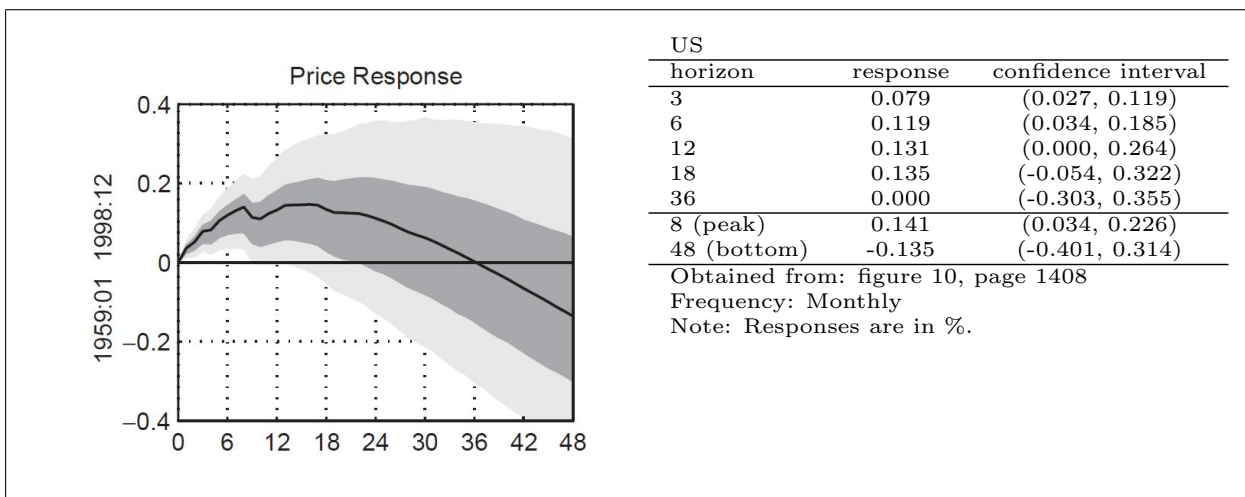 Price Response
0.4
0.2
0
−0.2
−0.4
1959:01 1998:12
0 6 12 18 24 30 36 42 48
US
horizon response confidence interval
3 0.079 (0.027, 0.119)
6 0.119 (0.034, 0.185)
12 0.131 (0.000, 0.264)
18 0.135 (-0.054, 0.322)
36 0.000 (-0.303, 0.355)
8 (peak) 0.141 (0.034, 0.226)
48 (bottom) -0.135 (-0.401, 0.314)
Obtained from: figure 10, page 1408
Frequency: Monthly
Note: Responses are in %.